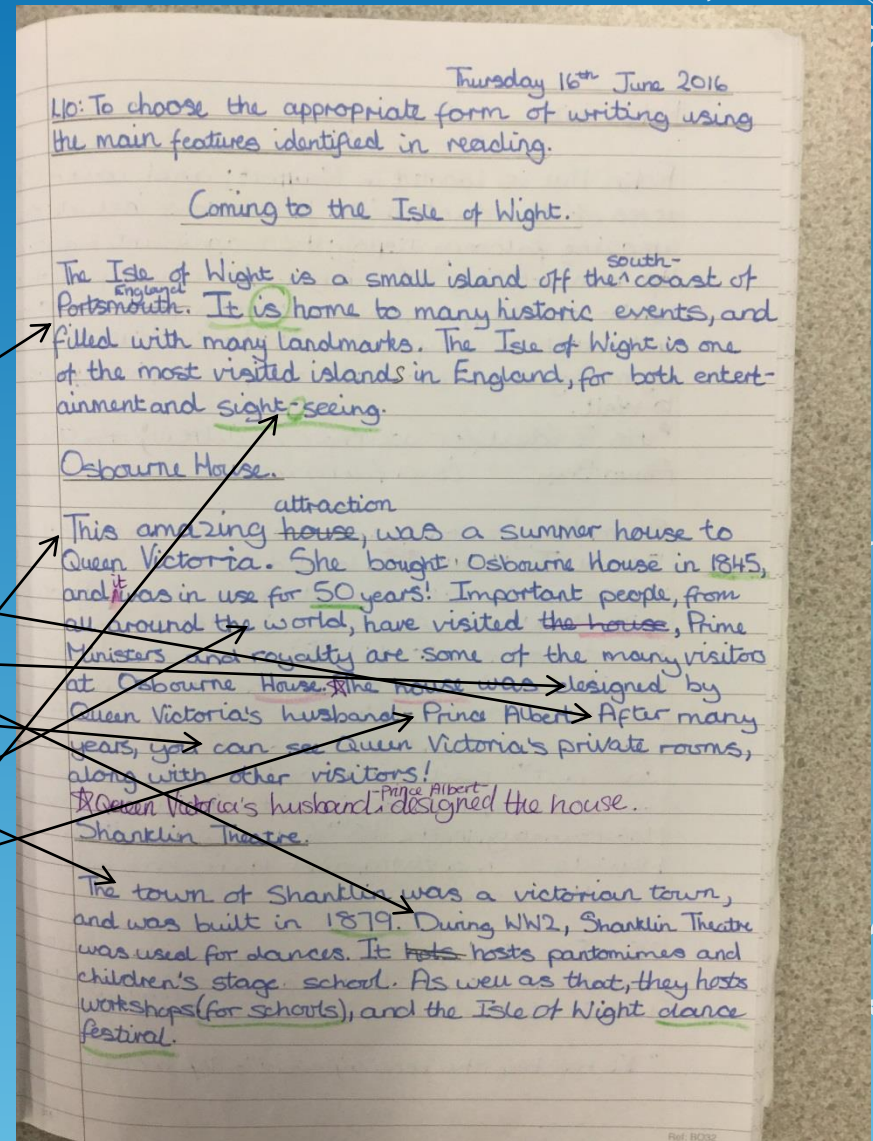 Thursday 16th June 2016
L/O: To choose the appropriate form of writing using
the main features identified in reading.
Coming to the Isle of Wight.
The Isle of Wight is a small island off the ^ south- coast of
Portsmouth. England It is home to many historic events, and
filled with many landmarks. The Isle of Wight is one
of the most visited islands in England, for both entert-
ainment and sight-seeing.
Osbourne House.
attraction
This amazing house, was a summer house to
Queen Victoria. She bought Osbourne House in 1845,
and it was in use for 50 years! Important people, from
all around the world, have visited the house, Prime
Ministers and royalty are some of the many visitors
at Osbourne House. ☆The house was designed by
Queen Victoria's husband- Prince Albert- After many
years, you can see Queen Victoria's private rooms,
along with other visitors!
☆Queen Victoria's husband -Prince Albert- designed the house.
Shanklin Theatre.
The town of Shanklin was a victorian town,
and was built in 1879. During WW2, Shanklin Theatre
was used for dances. It hots hosts pantomimes and
children's stage school. As well as that, they hosts
workshops (for schools), and the Isle Of Wight dance
festival.
Ref. BO32